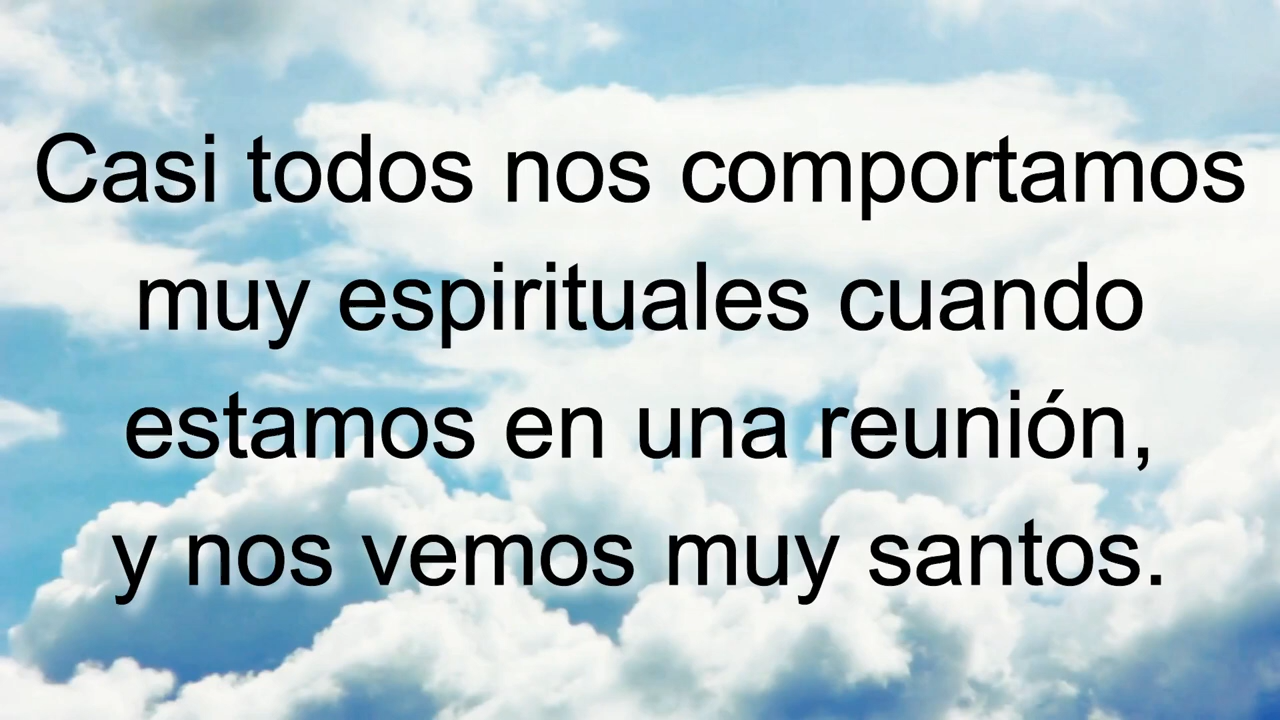 Casi todos nos comportamos
muy espirituales cuando
estamos en una reunión,
y nos vemos muy santos.